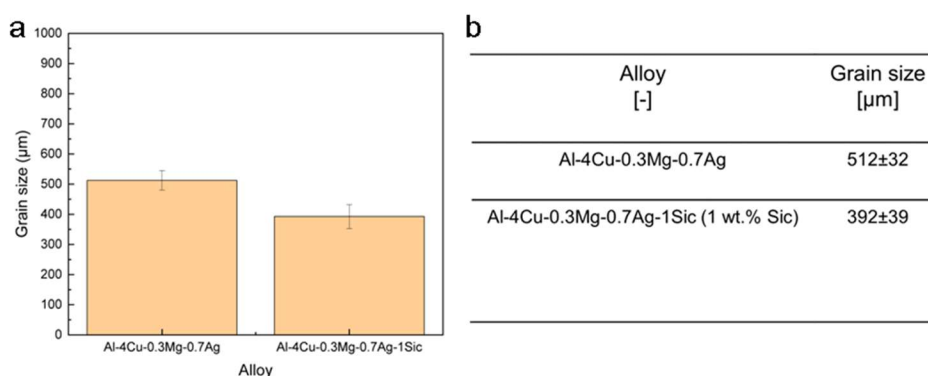 a
1000
900
800
700
600
500
400
300
200
100
0
Grain size (μm)
Al-4Cu-0.3Mg-0.7Ag
Al-4Cu-0.3Mg-0.7Ag-1Sic
Alloy
b
Alloy
[-]
Grain size
[μm]
Al-4Cu-0.3Mg-0.7Ag
512±32
Al-4Cu-0.3Mg-0.7Ag-1Sic (1 wt.% Sic)
392±39